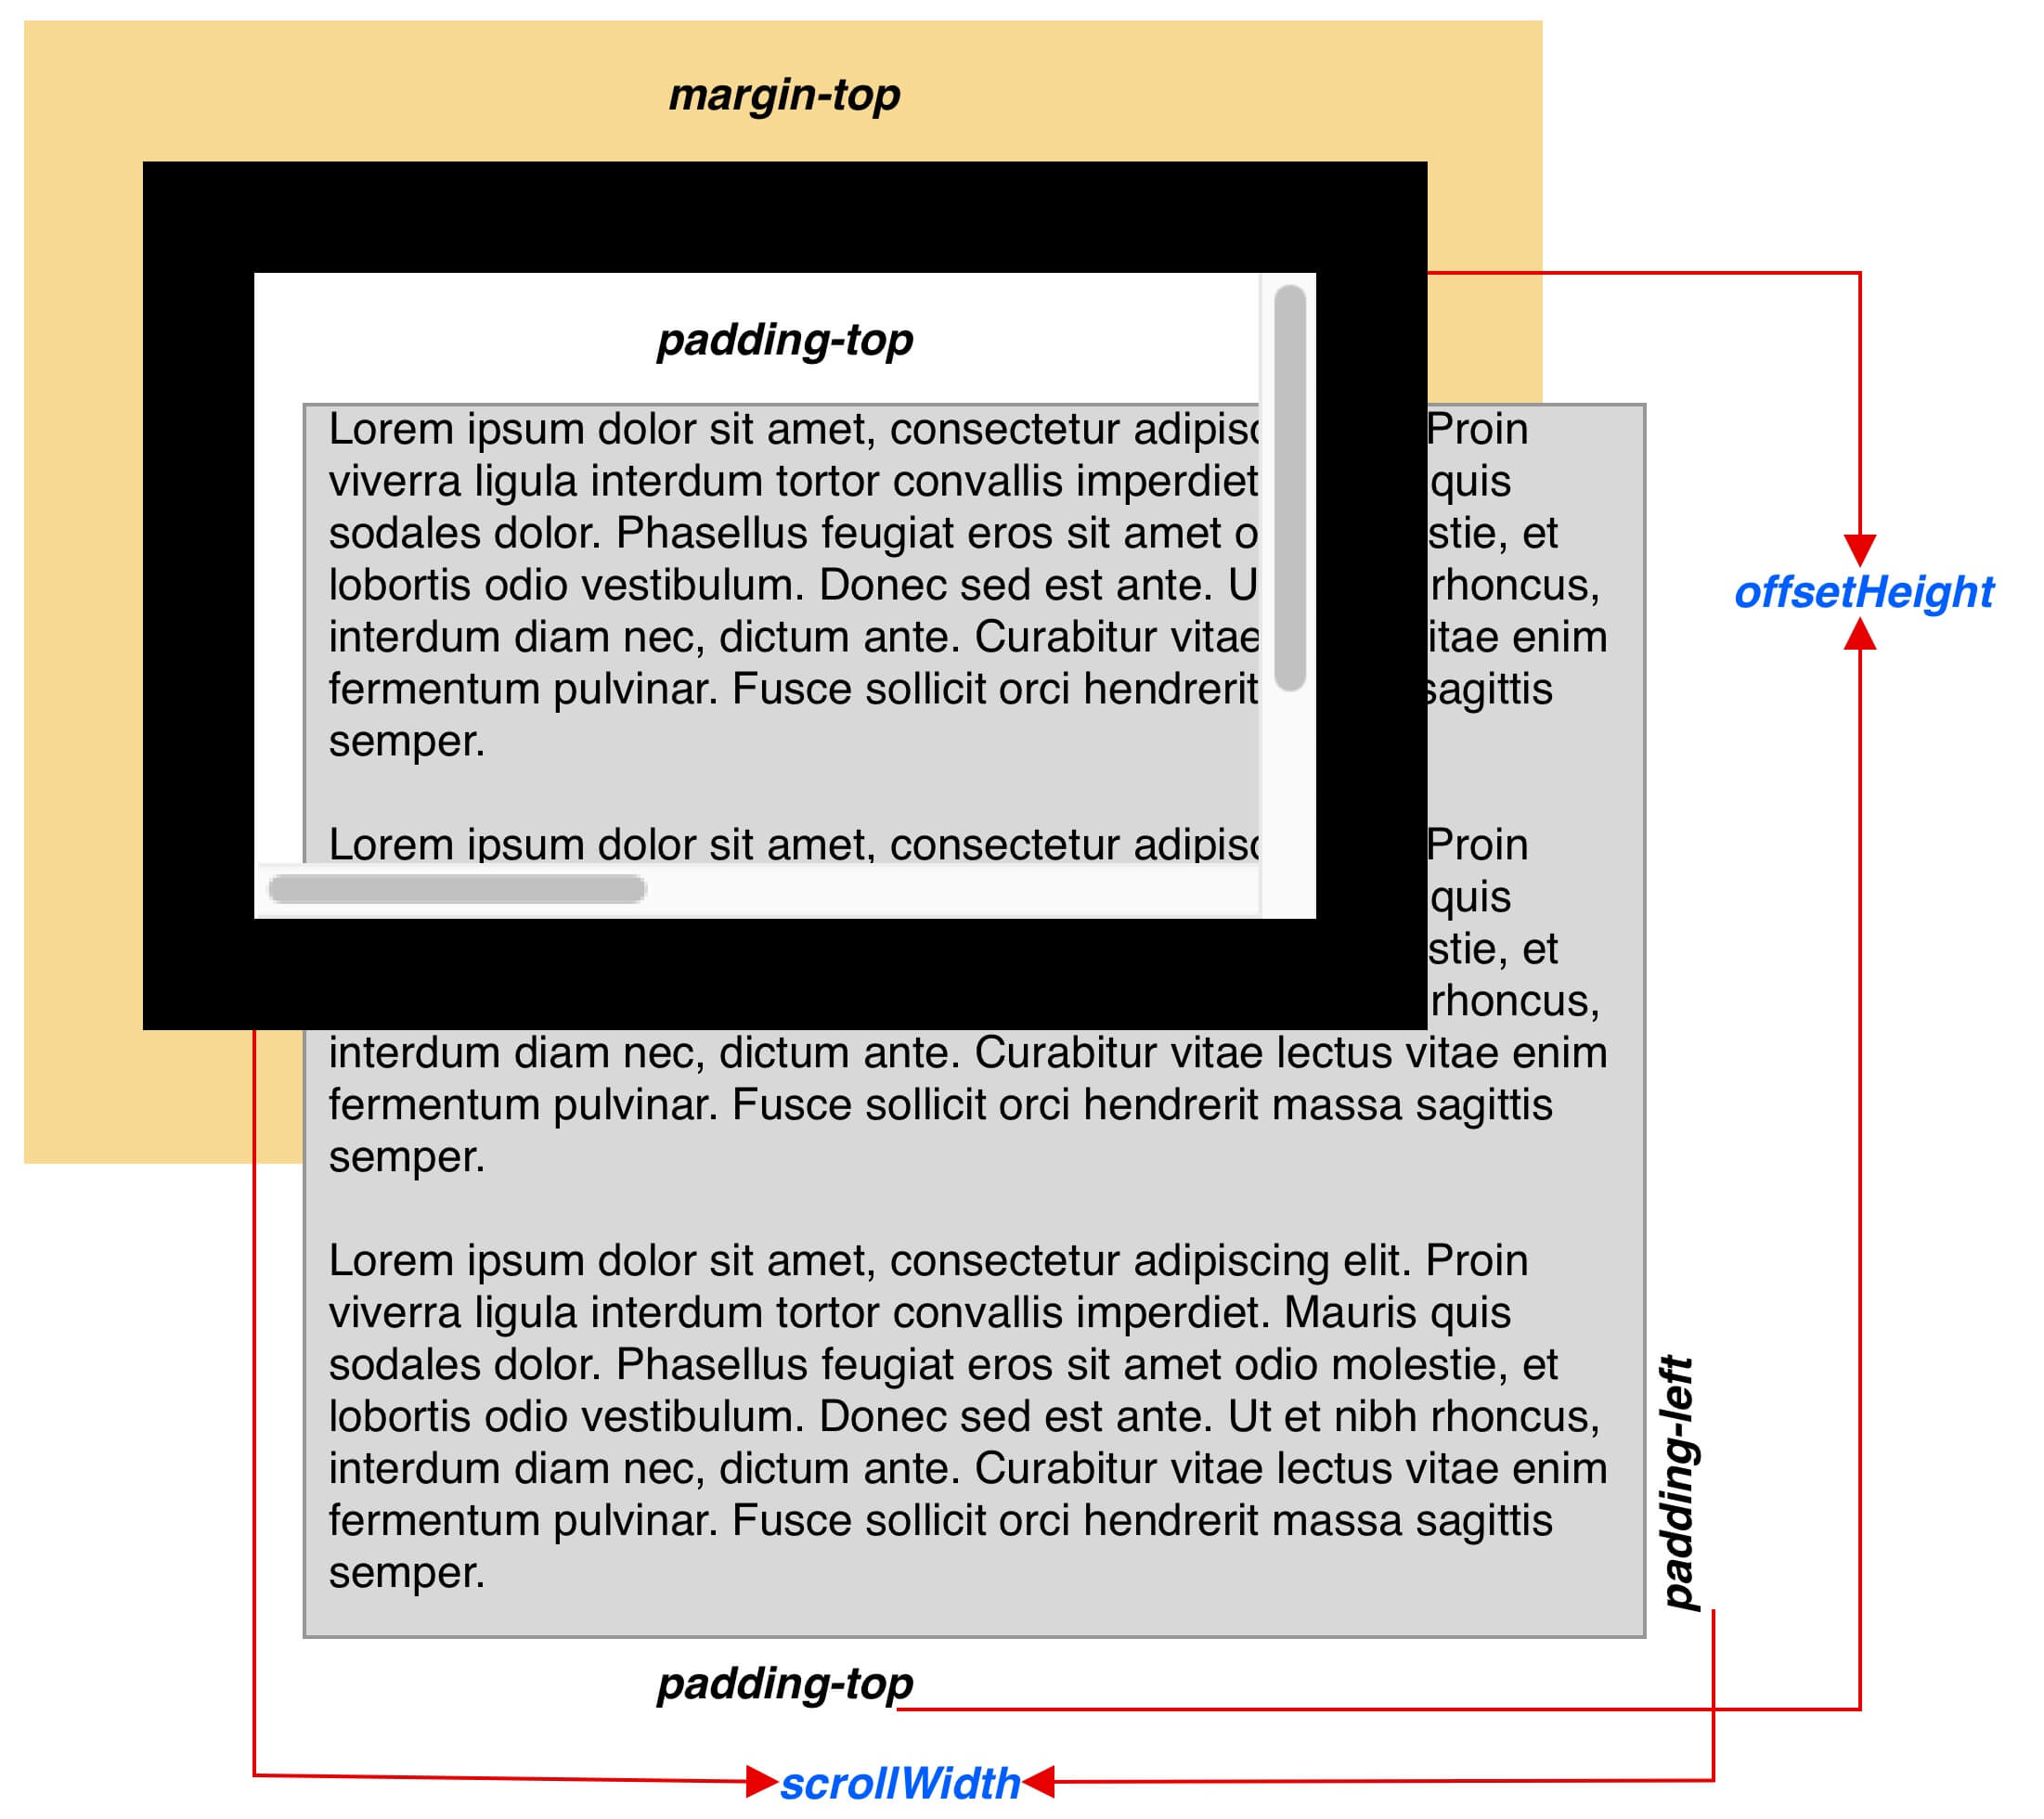 margin-top
padding-top
Lorem ipsum dolor sit amet, consectetur Proin
viverra ligula interdum tortor convallis imperdiet quis
sodales dolor. Phasellus feugiat eros sit amet o stie, et
lobortis odio vestibulum. Donec sed est ante. U rhoncus,
offsetHeight
interdum diam nec, dictum ante. Curabitur vitae itae enim
fermentum pulvinar. Fusce sollicit orci hendrerit sagittis
semper.
Lorem ipsum dolor sit amet, consectetur Proin
quis
stie, et
rhoncus,
interdum diam nec, dictum ante. Curabitur vitae lectus vitae enim
fermentum pulvinar. Fusce sollicit orci hendrerit massa sagittis
semper.
Lorem ipsum dolor sit amet, consectetur adipiscing elit. Proin
viverra ligula interdum tortor convallis imperdiet. Mauris quis
sodales dolor. Phasellus feugiat eros sit amet odio molestie, et
lobortis odio vestibulum. Donec sed est ante. Ut et nibh rhoncus,
interdum diam nec, dictum ante. Curabitur vitae lectus vitae enim
fermentum pulvinar. Fusce sollicit orci hendrerit massa sagittis
semper.
padding-left
padding-top
scrollWidth